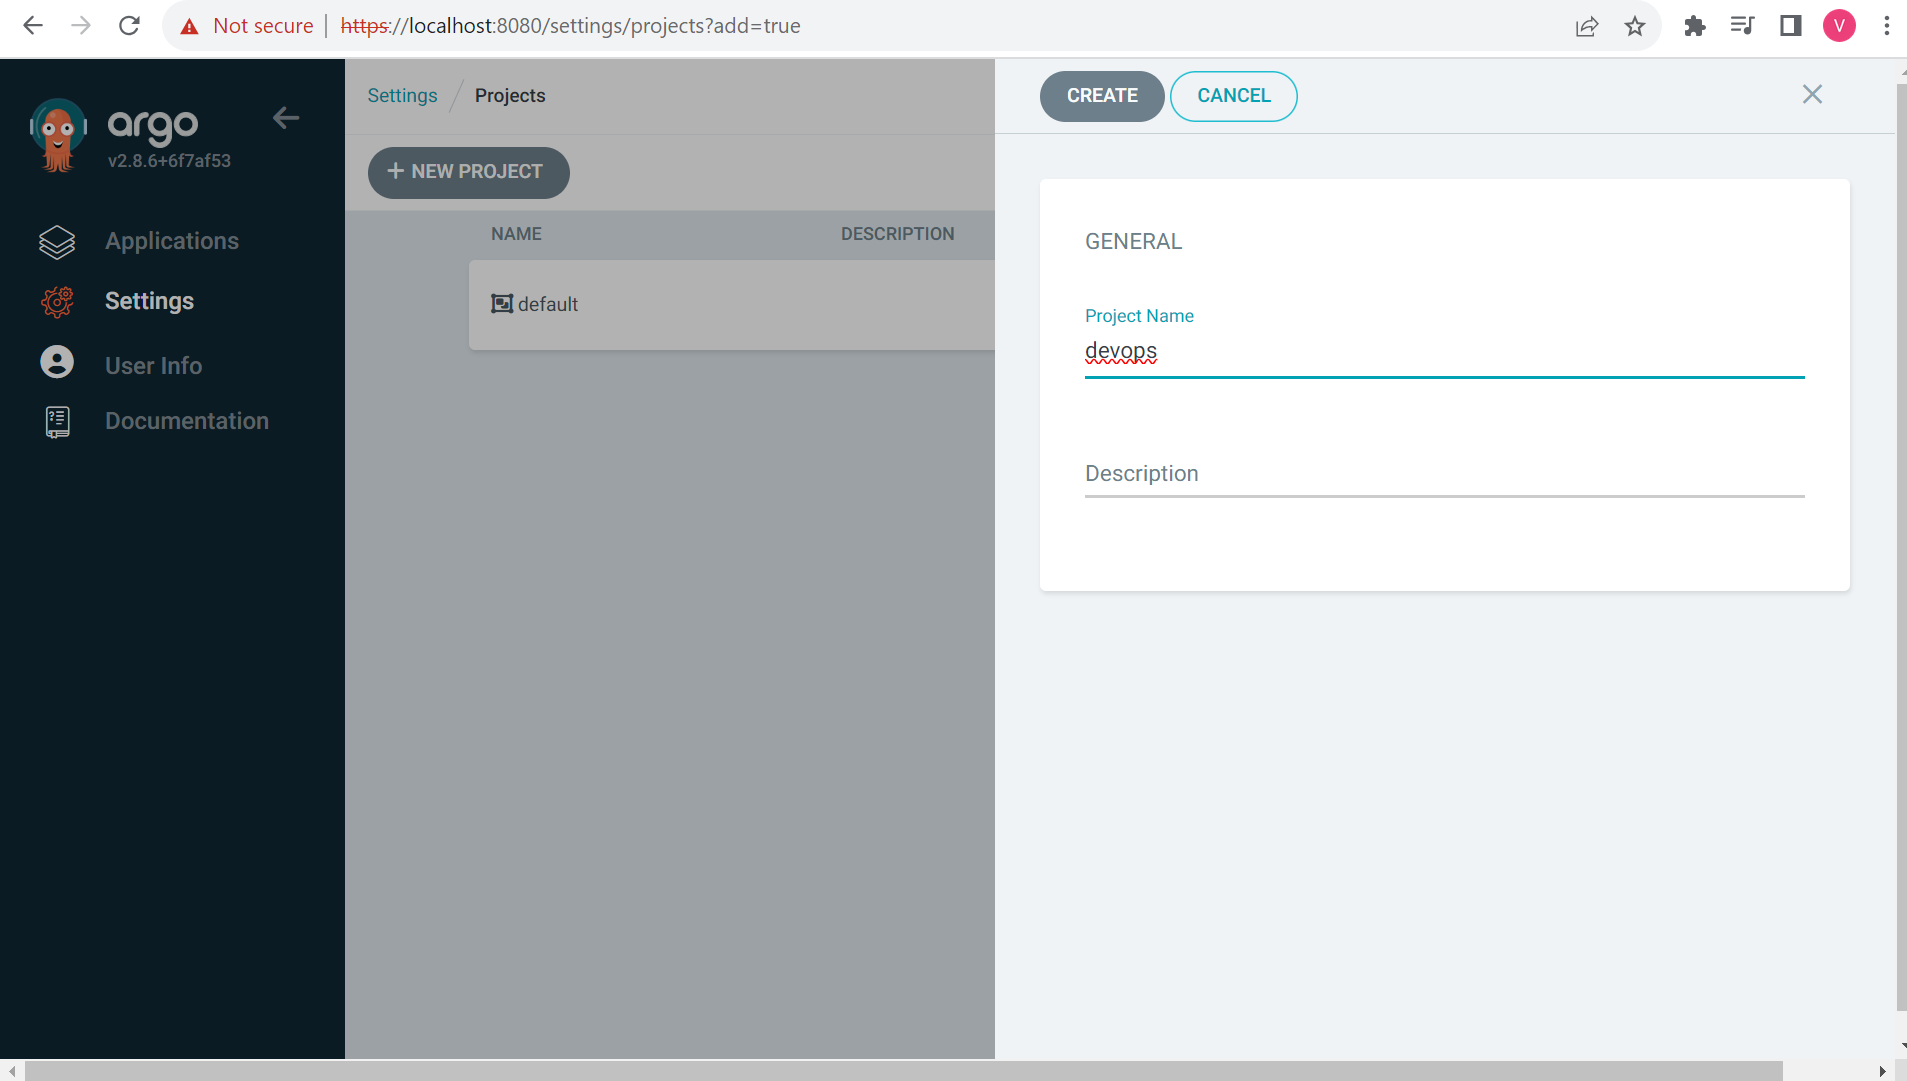 Not secure https://localhost:8080/settings/projects?add=true
V
argo
v2.8.6+6f7af53
Applications
Settings
User Info
Documentation
Settings / Projects
+ NEW PROJECT
NAME DESCRIPTION
default
CREATE CANCEL
GENERAL
Project Name
devops
Description